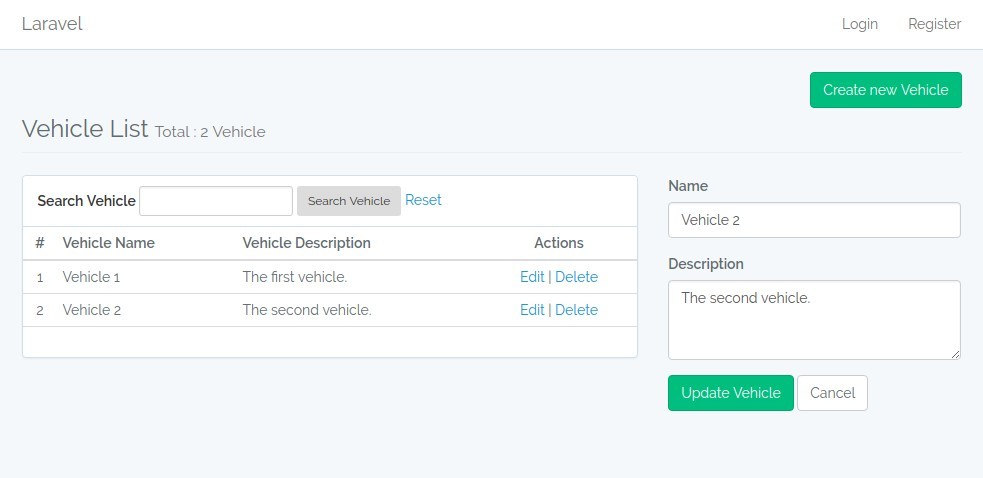 Laravel Login Register
Create new Vehicle
Vehicle List Total : 2 Vehicle
Search Vehicle Search Vehicle Reset
# Vehicle Name Vehicle Description Actions
1 Vehicle 1 The first vehicle. Edit | Delete
2 Vehicle 2 The second vehicle. Edit | Delete
Name
Vehicle 2
Description
The second vehicle.
Update Vehicle Cancel